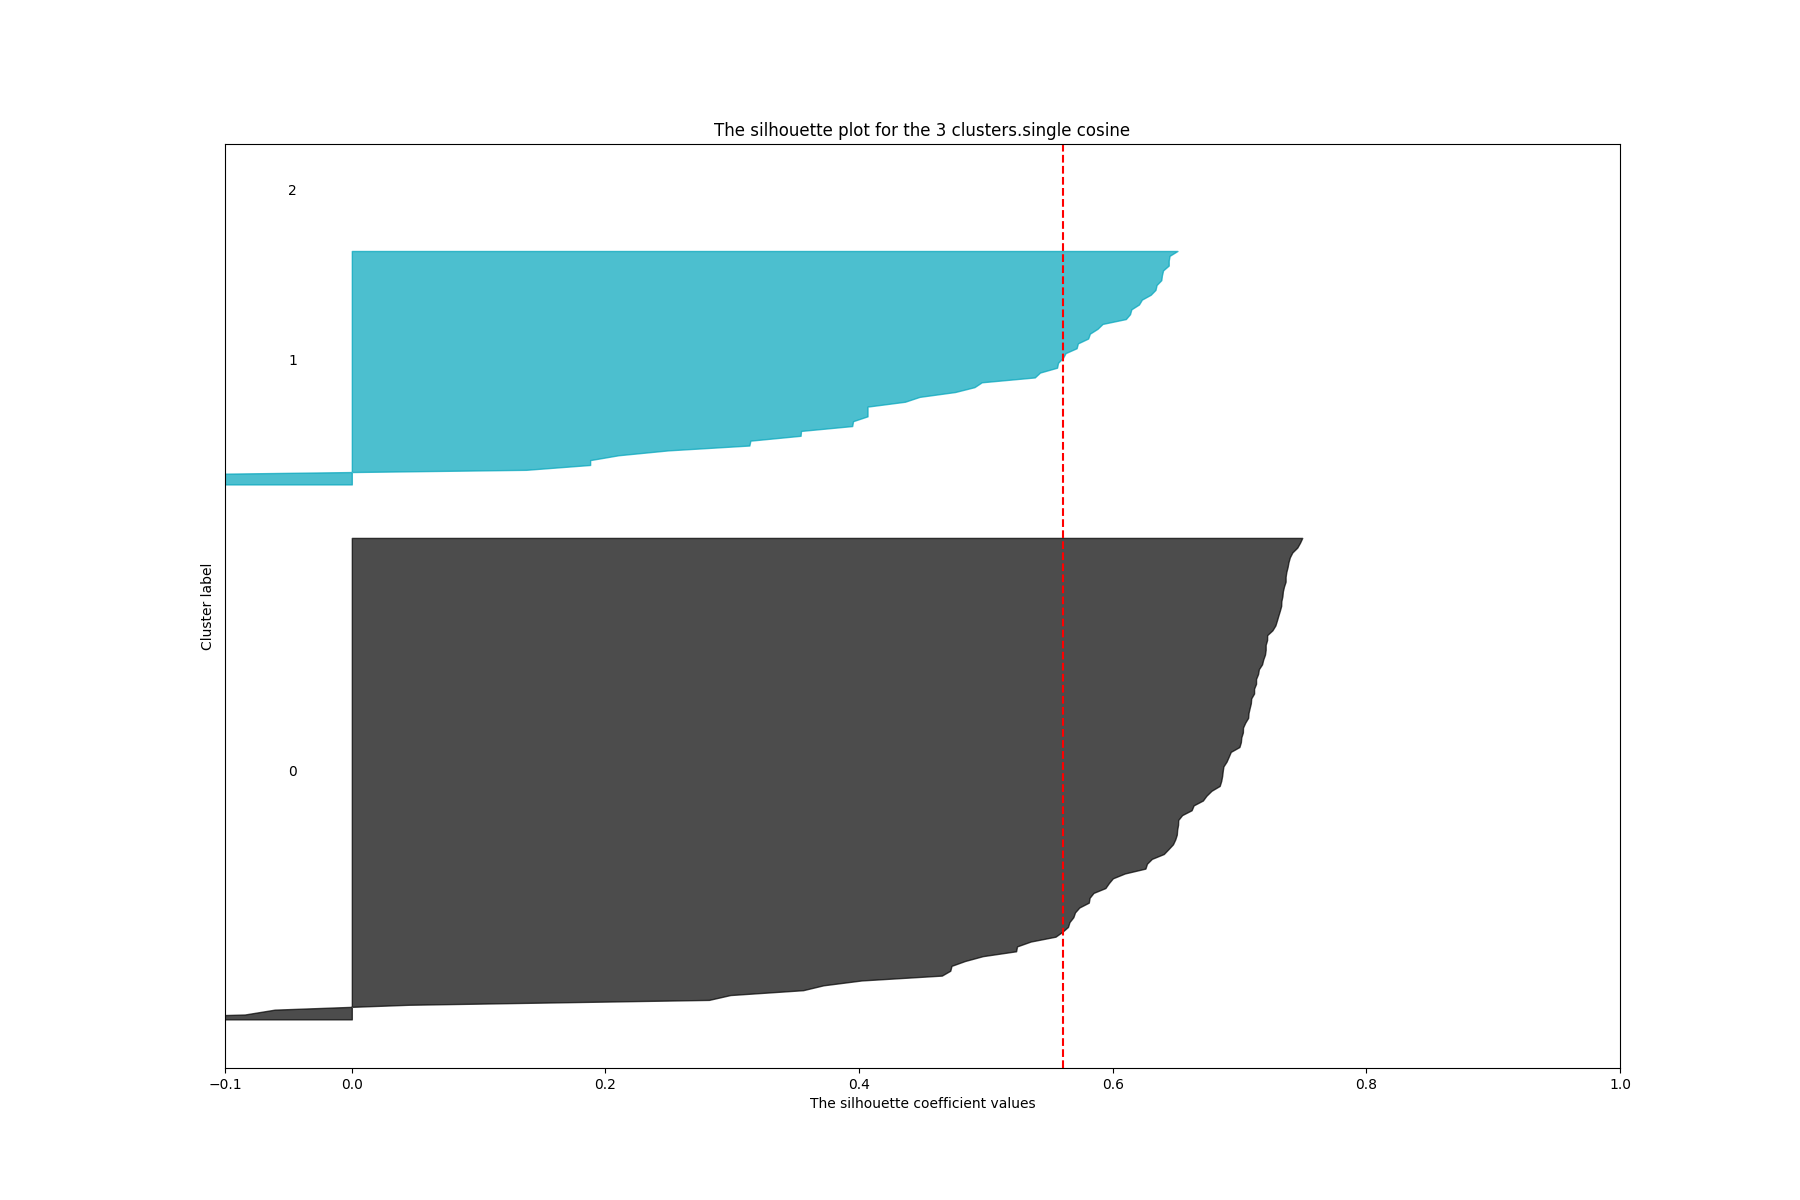 The silhouette plot for the 3 clusters.single cosine
2
1
0
Cluster label
−0.1 0.0 0.2 0.4 0.6 0.8 1.0
The silhouette coefficient values